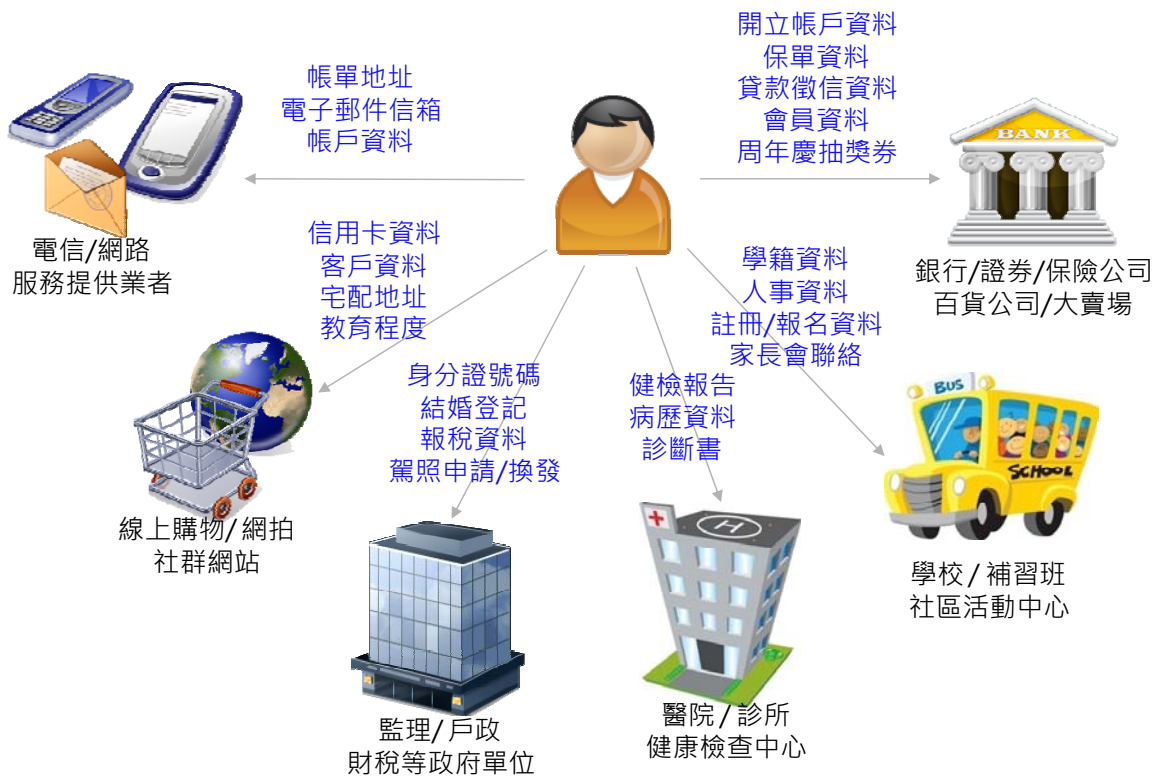 開立帳戶資料
保單資料
貸款徵信資料
會員資料
周年慶抽獎券
帳單地址
電子郵件信箱
帳戶資料
BANK
電信/網路
服務提供業者
銀行/證券/保險公司
百貨公司/大賣場
信用卡資料
客戶資料
宅配地址
教育程度
學籍資料
人事資料
註冊/報名資料
家長會聯絡
身分證號碼
結婚登記
報稅資料
駕照申請/換發
健檢報告
病歷資料
診斷書
BUS
SCHOOL
H
線上購物/網拍
社群網站
學校/補習班
社區活動中心
監理/戶政
財稅等政府單位
醫院/診所
健康檢查中心